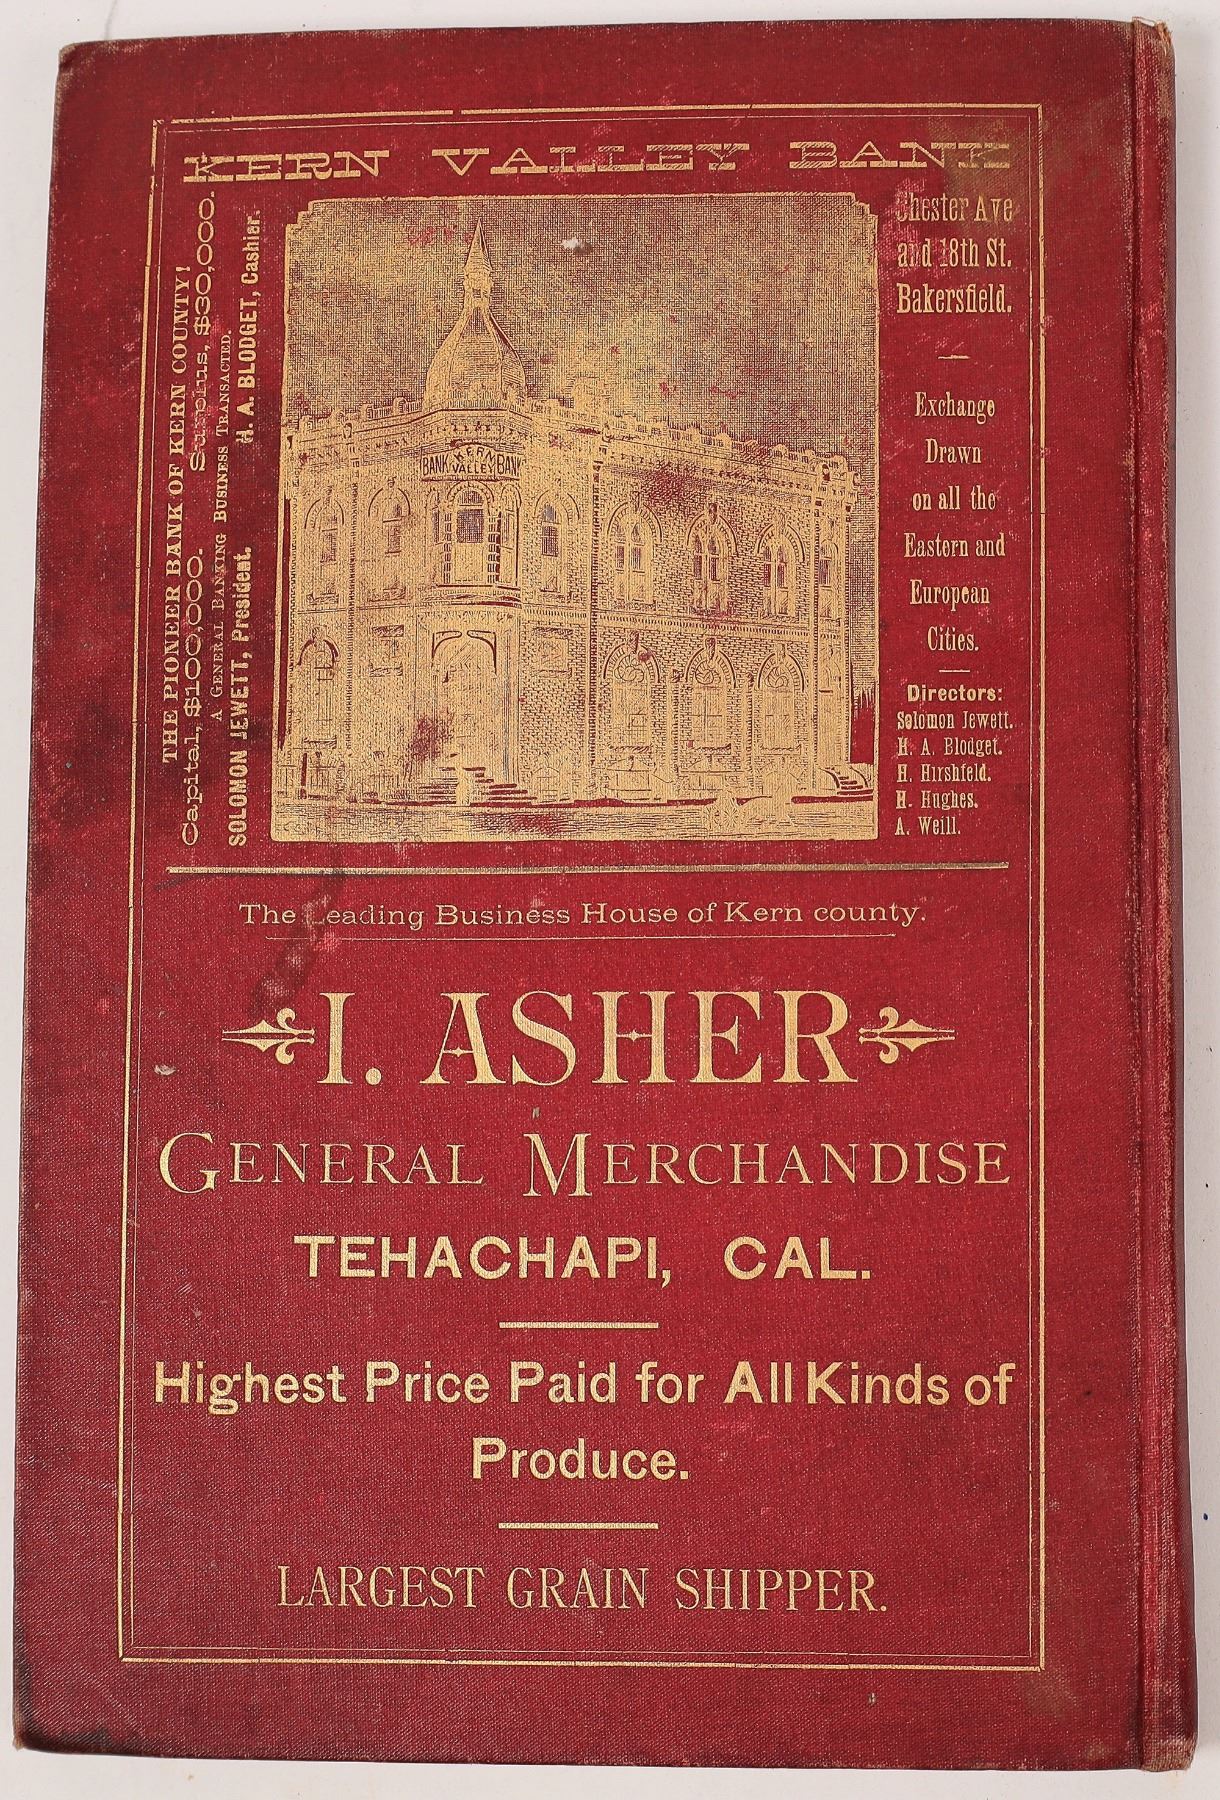 KERN VALLEY BANK
THE PIONEER BANK OF KERN COUNTY!
Capital, $100,000. Surplus, $30,000.
A GENERAL BANKING BUSINESS TRANSACTED.
SOLOMON JEWETT, President. H. A. BLODGET, Cashier.
BANK KERN VALLEY BANK
Chester Ave
and 18th St.
Bakersfield.
Exchange
Drawn
on all the
Eastern and
European
Cities.
Directors:
Solomon Jewett.
H. A. Blodget.
H. Hirshfeld.
H. Hughes.
A. Weill.
The Leading Business House of Kern county.
I. ASHER
GENERAL MERCHANDISE
TEHACHAPI, CAL.
Highest Price Paid for All Kinds of
Produce.
LARGEST GRAIN SHIPPER.